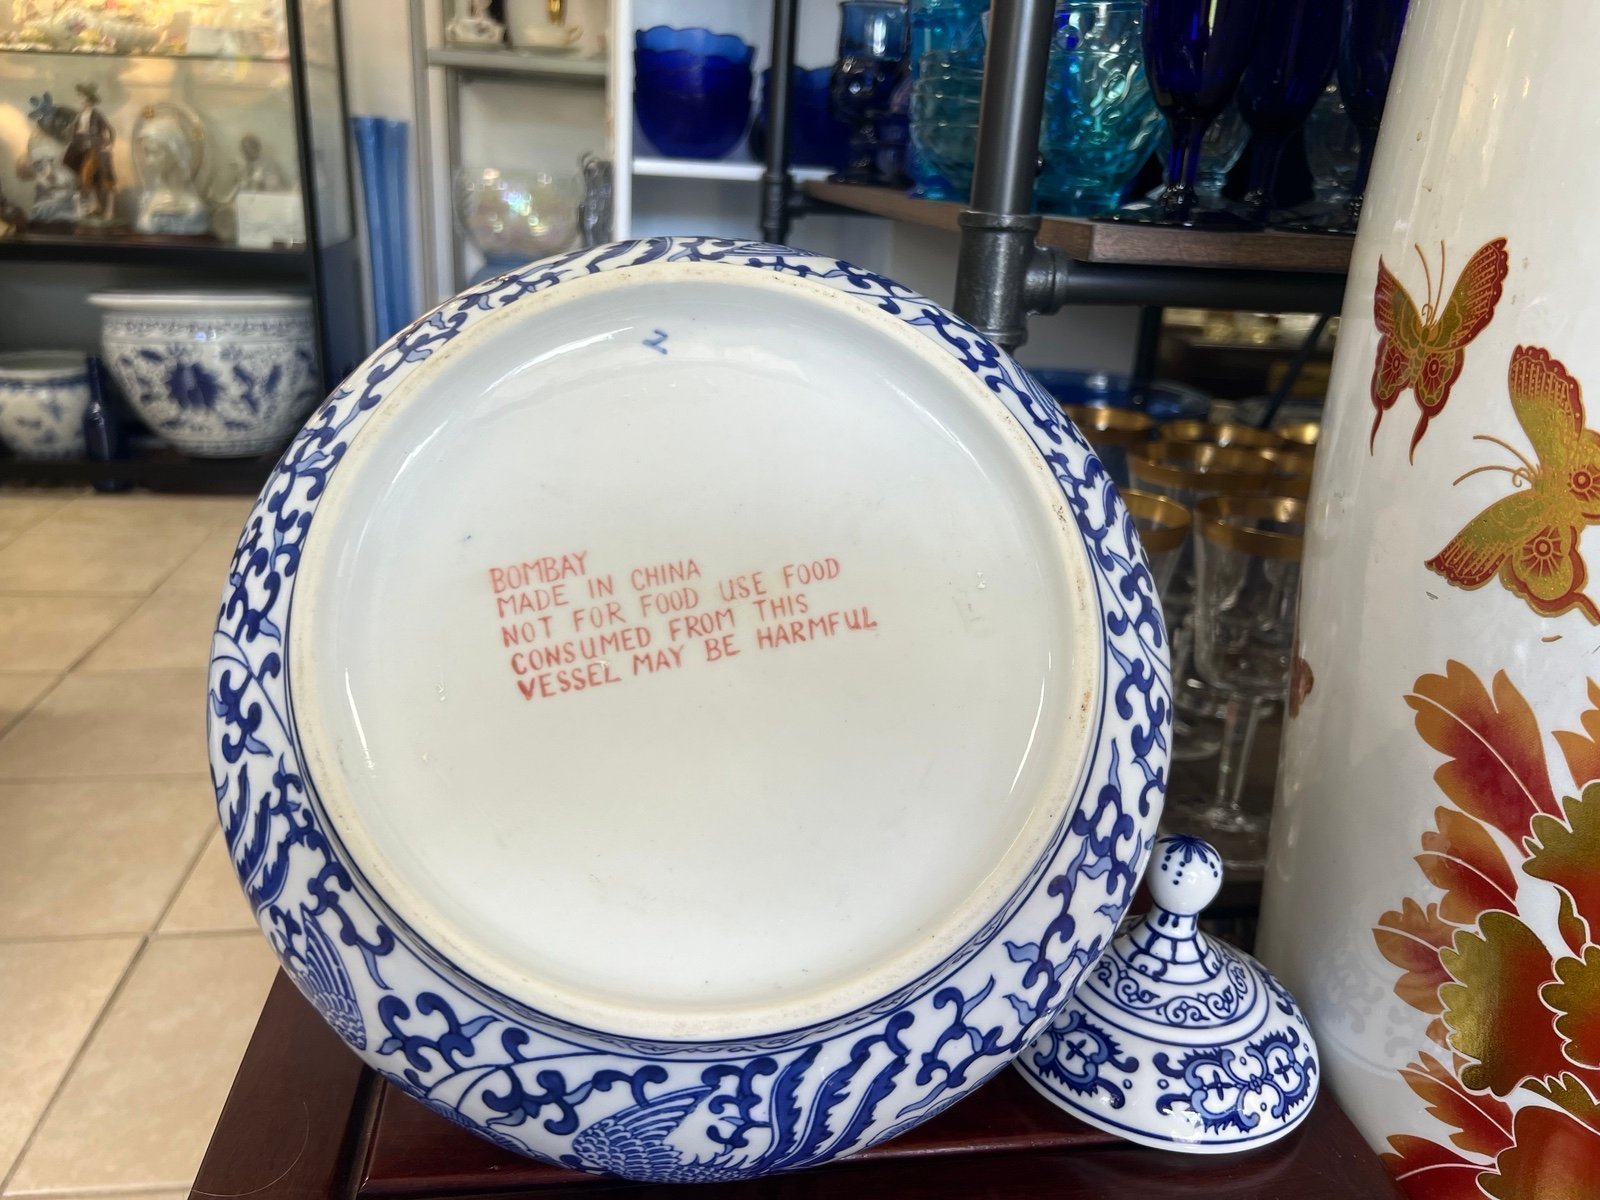 BOMBAY
MADE IN CHINA
NOT FOR FOOD USE FOOD
CONSUMED FROM THIS
VESSEL MAY BE HARMFUL